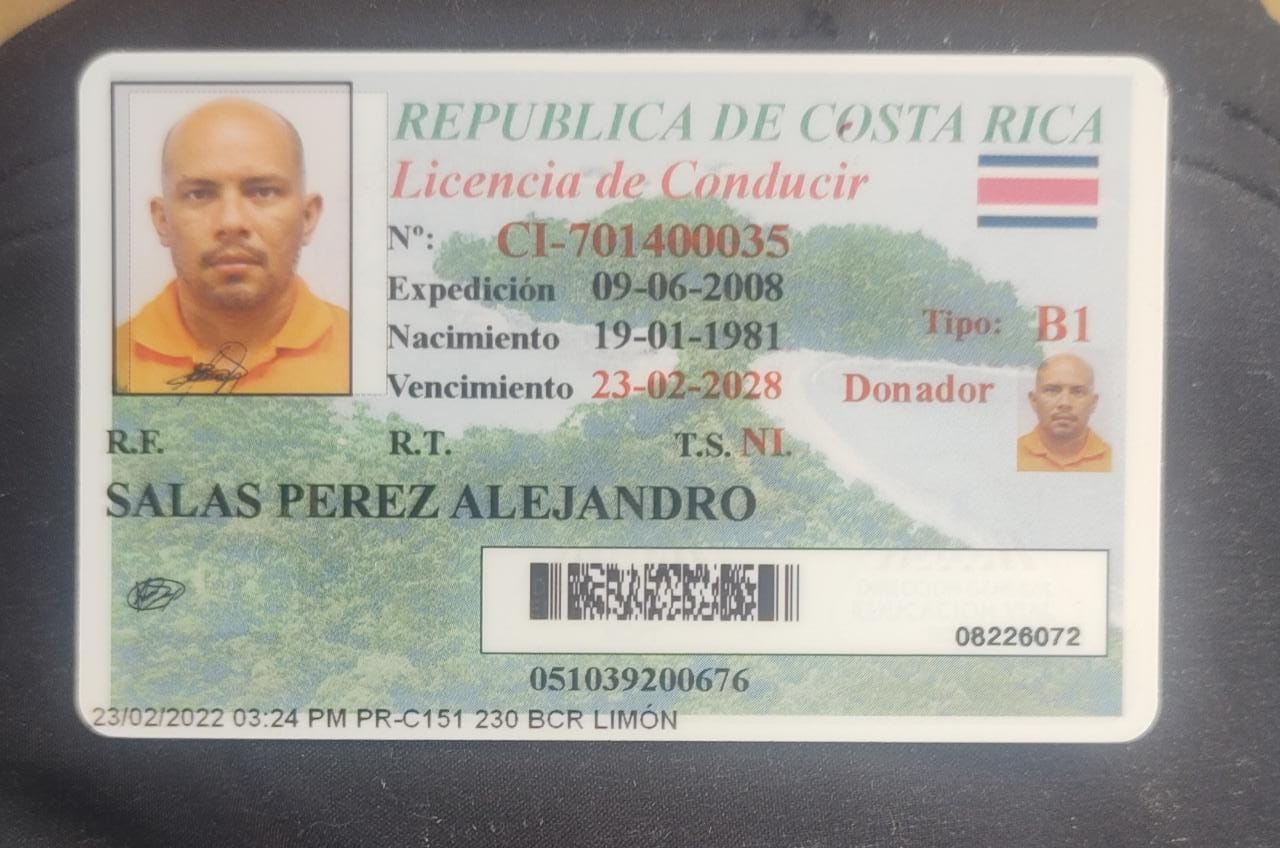 REPUBLICA DE COSTA RICA
Licencia de Conducir
Nº: CI-701400035
Expedición 09-06-2008
Nacimiento 19-01-1981
Tipo: B1
Vencimiento 23-02-2028
Donador
R.F. R.T. T.S. NI.
SALAS PEREZ ALEJANDRO
08226072
051039200676
23/02/2022 03:24 PM PR-C151 230 BCR LIMÓN